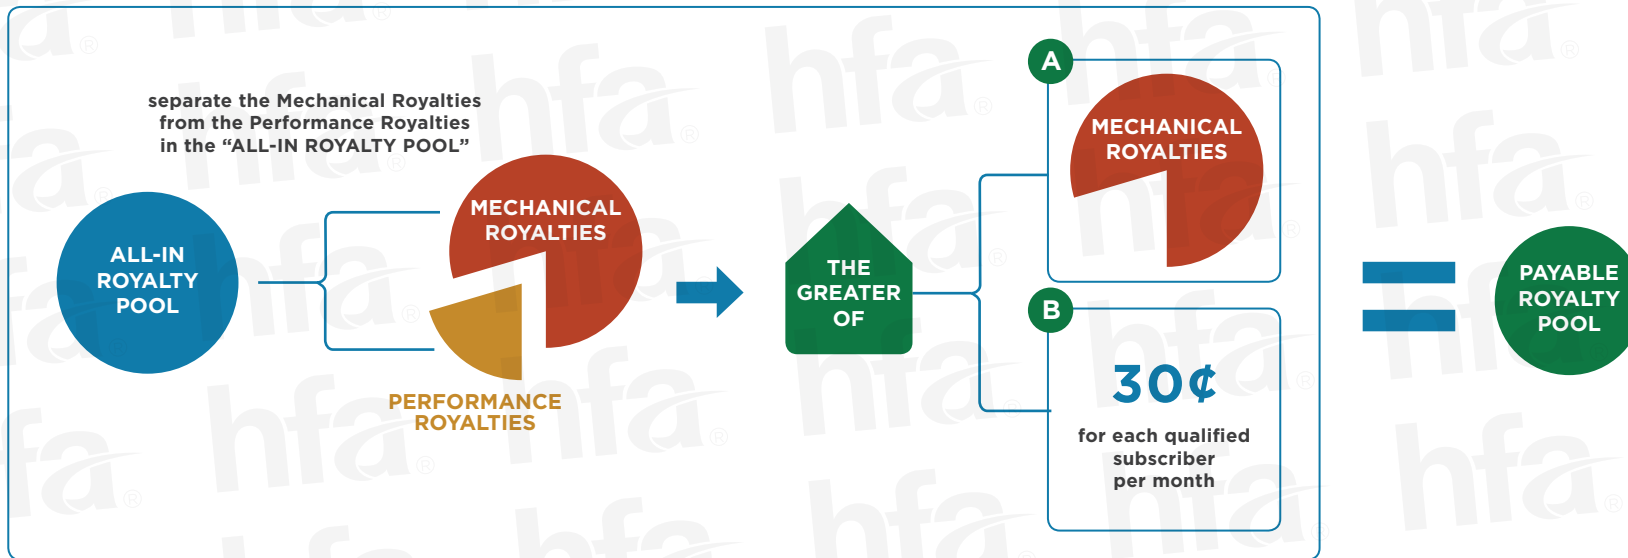 separate the Mechanical Royalties
from the Performance Royalties
in the “ALL-IN ROYALTY POOL”
ALL-IN
ROYALTY
POOL
MECHANICAL
ROYALTIES
PERFORMANCE
ROYALTIES
THE
GREATER
OF
A
MECHANICAL
ROYALTIES
B
30¢
for each qualified
subscriber
per month
PAYABLE
ROYALTY
POOL
hfa®